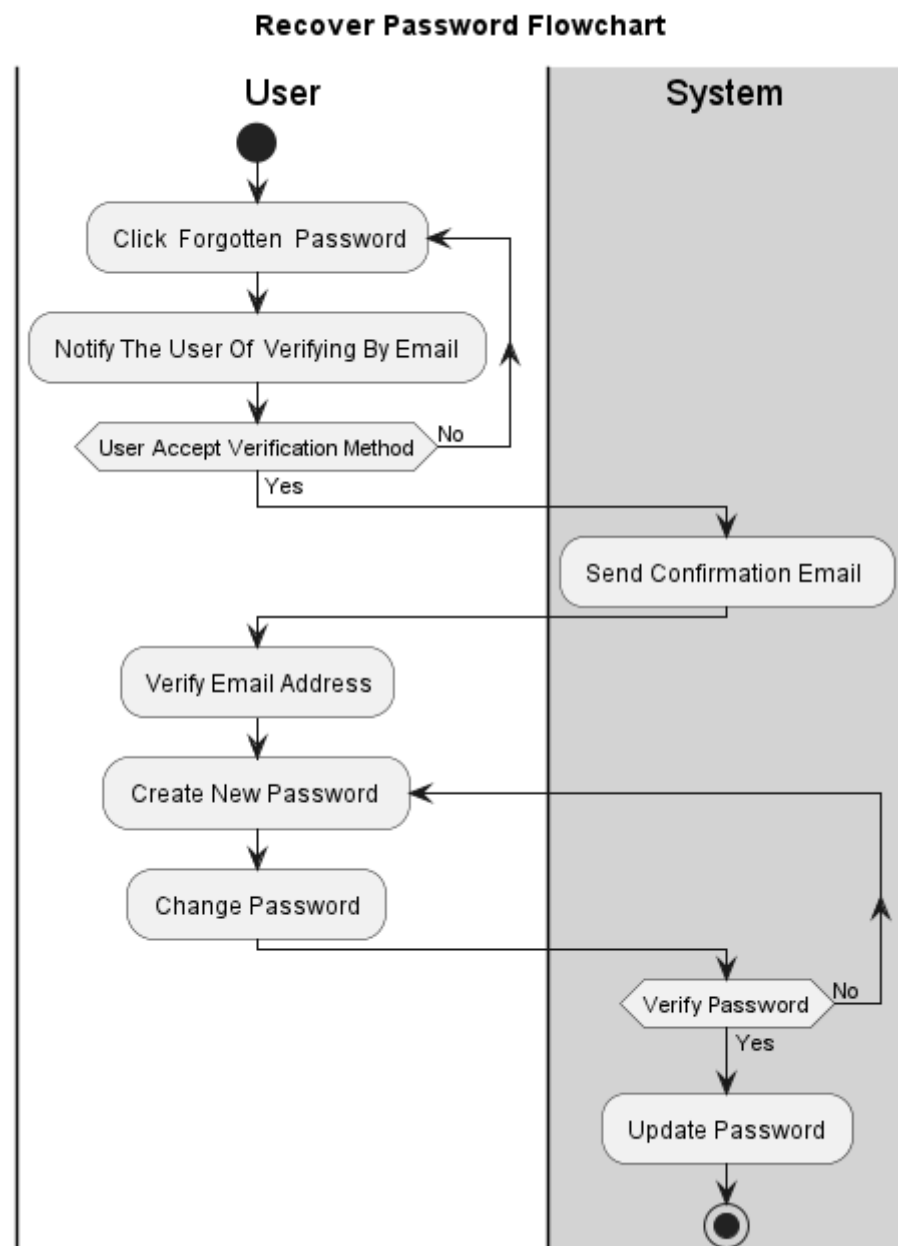 Recover Password Flowchart
User
System
Click Forgotten Password
Notify The User Of Verifying By Email
User Accept Verification Method
No
Yes
Send Confirmation Email
Verify Email Address
Create New Password
Change Password
Verify Password
No
Yes
Update Password